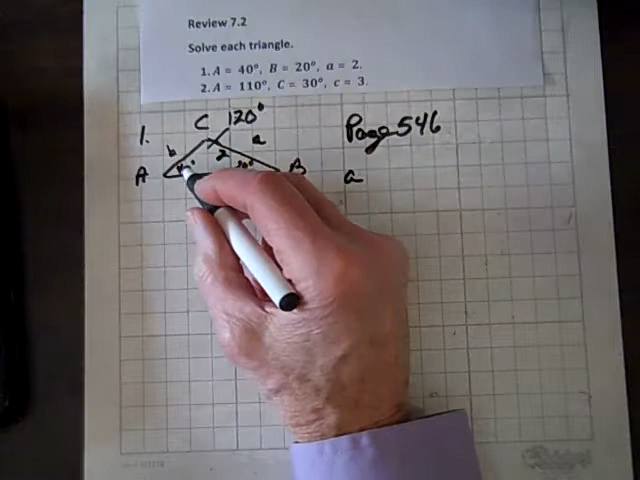 Review 7.2
Solve each triangle.
1. A = 40°, B = 20°, a = 2.
2. A = 110°, C = 30°, c = 3.
1. C 120° Page 546
b a
2
A B a